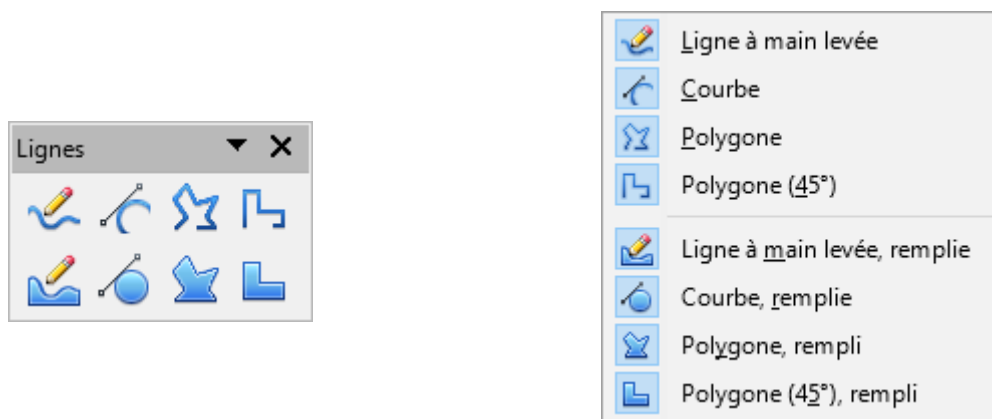 Lignes
Ligne à main levée
Courbe
Polygone
Polygone (45°)
Ligne à main levée, remplie
Courbe, remplie
Polygone, rempli
Polygone (45°), rempli